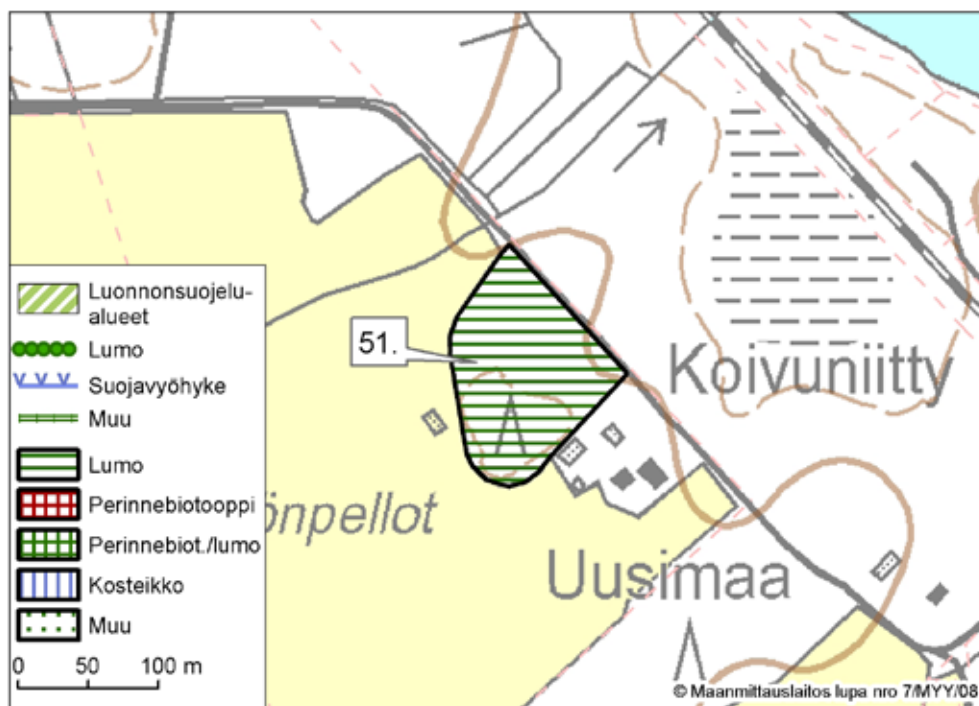 Luonnonsuojelu-
alueet
Lumo
Suojavyöhyke
Muu
Lumo
Perinnebiotooppi
Perinnebiot./lumo
Kosteikko
Muu
0 50 100 m
51.
Koivuniitty
önpellot
Uusimaa
© Maanmittauslaitos lupa nro 7/MYY/08